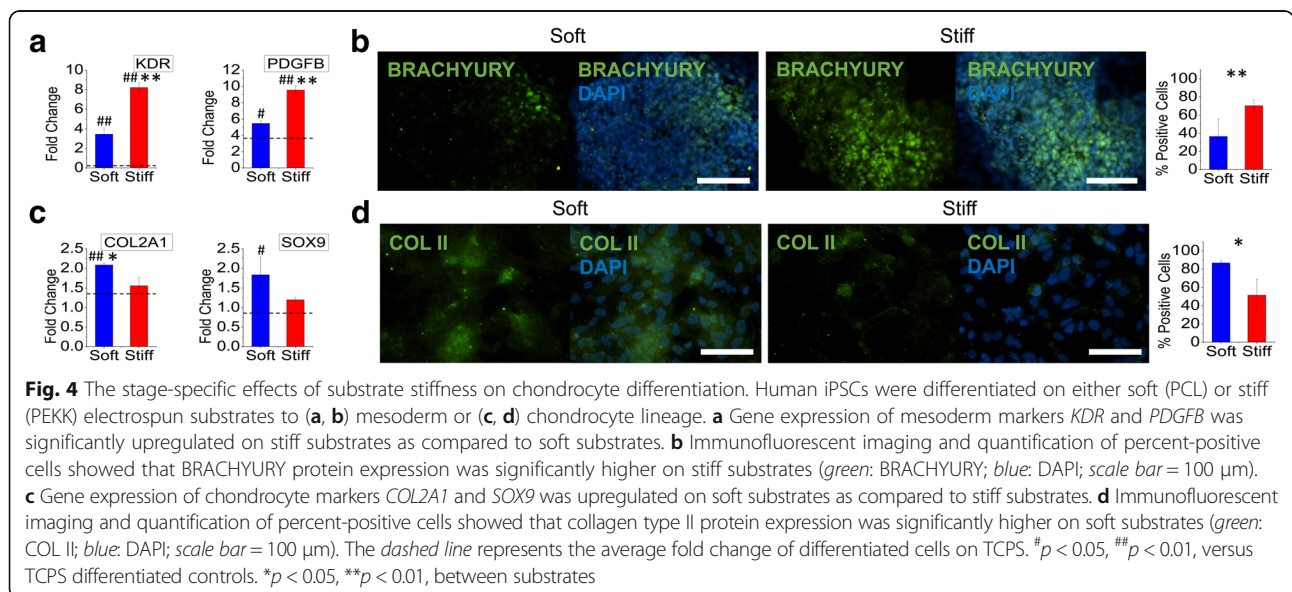 a
KDR
## **
##
Fold Change
8
6
4
2
0
Soft Stiff
PDGFB
## **
#
Fold Change
12
10
8
6
4
2
0
Soft Stiff
b
Soft
Stiff
BRACHYURY
BRACHYURY
DAPI
BRACHYURY
BRACHYURY
DAPI
**
% Positive Cells
100
80
60
40
20
0
Soft Stiff
c
COL2A1
## *
Fold Change
2.5
2.0
1.5
1.0
0.5
0.0
Soft Stiff
SOX9
#
Fold Change
2.5
2.0
1.5
1.0
0.5
0.0
Soft Stiff
d
Soft
Stiff
COL II
COL II
DAPI
COL II
COL II
DAPI
*
% Positive Cells
100
80
60
40
20
0
Soft Stiff
Fig. 4 The stage-specific effects of substrate stiffness on chondrocyte differentiation. Human iPSCs were differentiated on either soft (PCL) or stiff
(PEKK) electrospun substrates to (a, b) mesoderm or (c, d) chondrocyte lineage. a Gene expression of mesoderm markers KDR and PDGFB was
significantly upregulated on stiff substrates as compared to soft substrates. b Immunofluorescent imaging and quantification of percent-positive
cells showed that BRACHYURY protein expression was significantly higher on stiff substrates (green: BRACHYURY; blue: DAPI; scale bar = 100 μm).
c Gene expression of chondrocyte markers COL2A1 and SOX9 was upregulated on soft substrates as compared to stiff substrates. d Immunofluorescent
imaging and quantification of percent-positive cells showed that collagen type II protein expression was significantly higher on soft substrates (green:
COL II; blue: DAPI; scale bar = 100 μm). The dashed line represents the average fold change of differentiated cells on TCPS. #p < 0.05, ##p < 0.01, versus
TCPS differentiated controls. *p < 0.05, **p < 0.01, between substrates